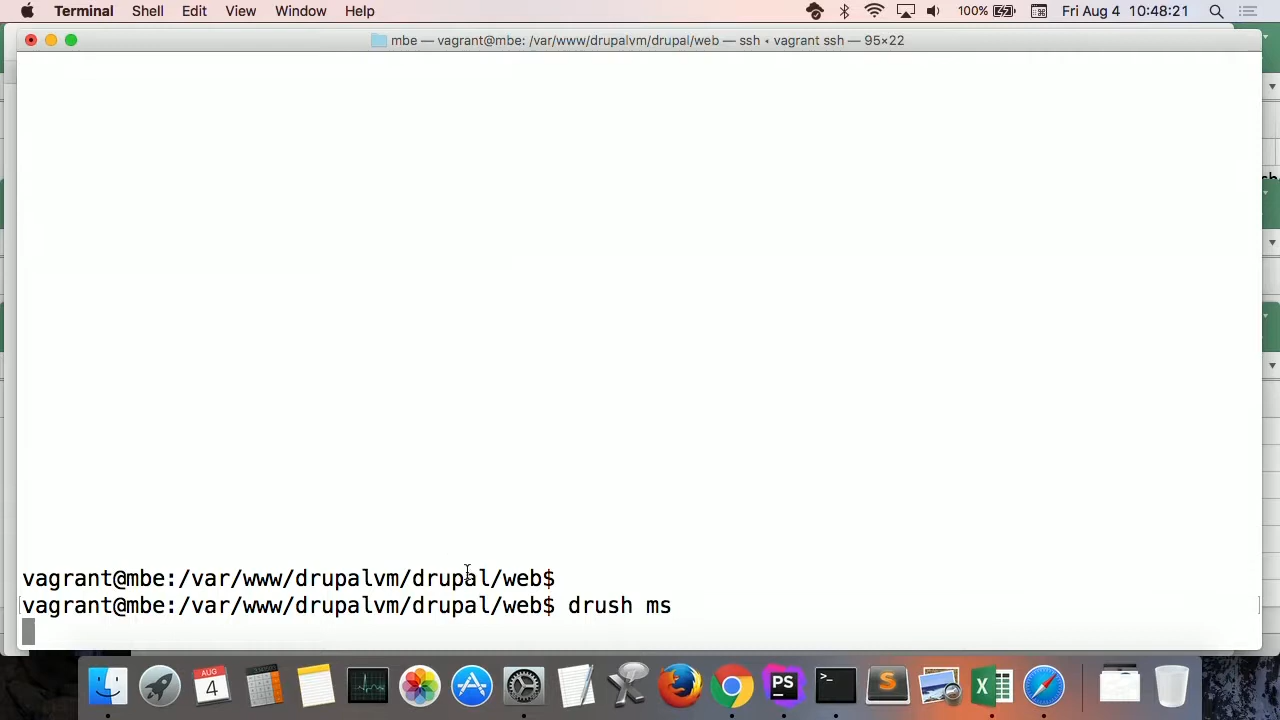 Terminal Shell Edit View Window Help 100% Fri Aug 4 10:48:21
mbe — vagrant@mbe: /var/www/drupalvm/drupal/web — ssh ◂ vagrant ssh — 95×22
sh
vagrant@mbe:/var/www/drupalvm/drupal/web$
vagrant@mbe:/var/www/drupalvm/drupal/web$ drush ms
AUG
4
PS
>_
S
X